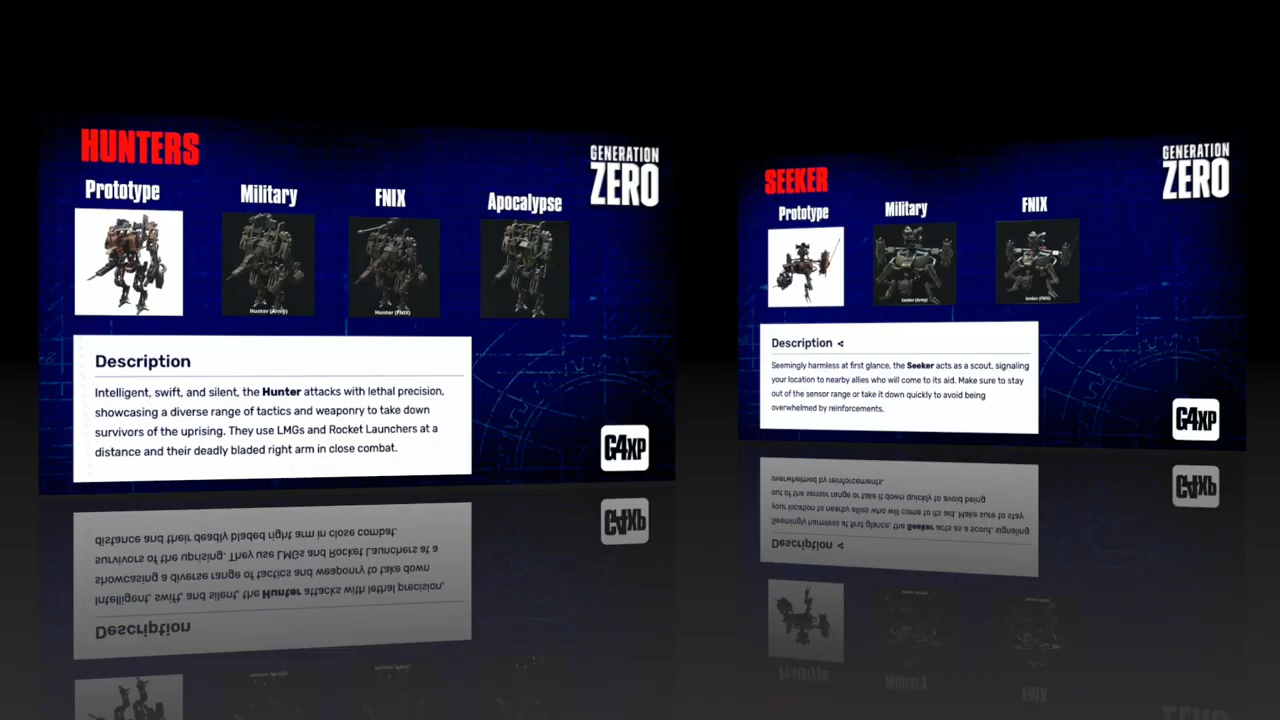 HUNTERS
GENERATION
ZERO
Prototype
Military
FNIX
Apocalypse
Hunter (Army)
Hunter (FNIX)
Description
Intelligent, swift, and silent, the Hunter attacks with lethal precision,
showcasing a diverse range of tactics and weaponry to take down
survivors of the uprising. They use LMGs and Rocket Launchers at a
distance and their deadly bladed right arm in close combat.
G4XP
SEEKER
GENERATION
ZERO
Prototype
Military
FNIX
Seeker (Army)
Seeker (FNIX)
Description
Seemingly harmless at first glance, the Seeker acts as a scout, signaling
your location to nearby allies who will come to its aid. Make sure to stay
out of the sensor range or take it down quickly to avoid being
overwhelmed by reinforcements.
G4XP